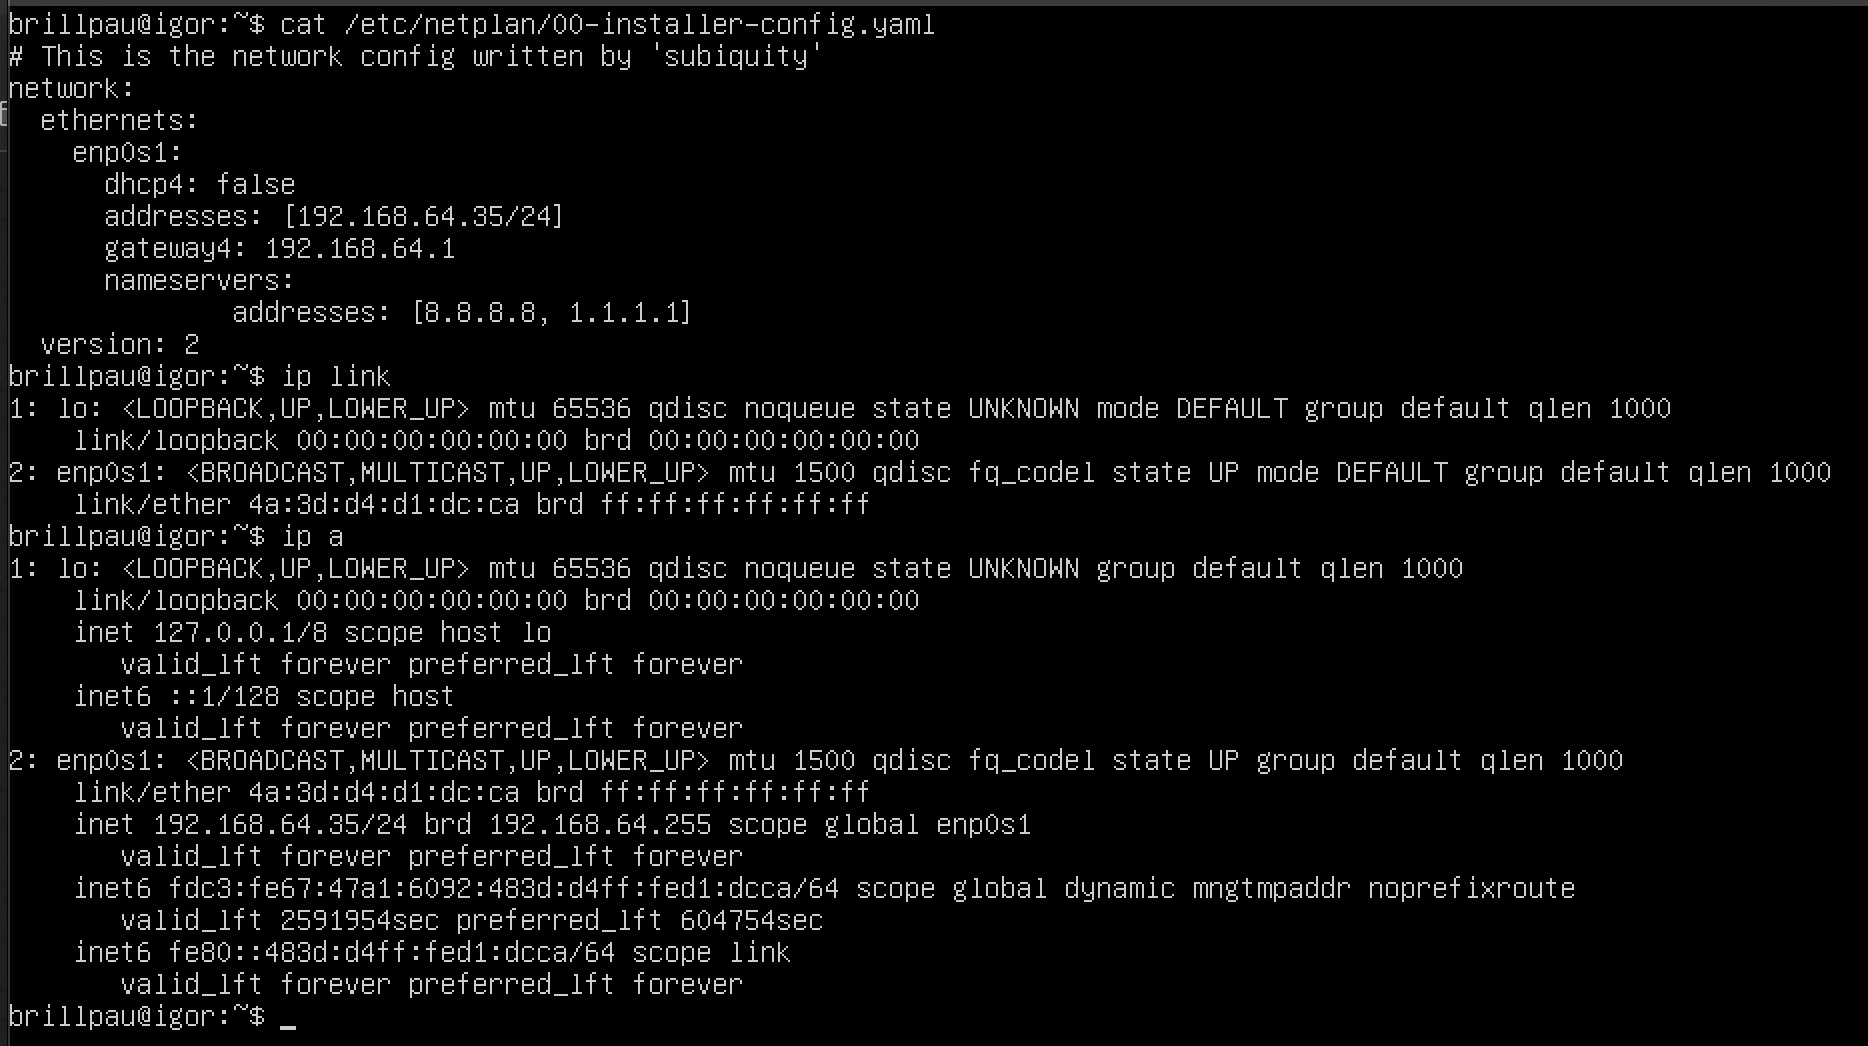 brillpau@igor:~$ cat /etc/netplan/00-installer-config.yaml
# This is the network config written by 'subiquity'
network:
  ethernets:
    enp0s1:
      dhcp4: false
      addresses: [192.168.64.35/24]
      gateway4: 192.168.64.1
      nameservers:
              addresses: [8.8.8.8, 1.1.1.1]
  version: 2
brillpau@igor:~$ ip link
1: lo: <LOOPBACK,UP,LOWER_UP> mtu 65536 qdisc noqueue state UNKNOWN mode DEFAULT group default qlen 1000
    link/loopback 00:00:00:00:00:00 brd 00:00:00:00:00:00
2: enp0s1: <BROADCAST,MULTICAST,UP,LOWER_UP> mtu 1500 qdisc fq_codel state UP mode DEFAULT group default qlen 1000
    link/ether 4a:3d:d4:d1:dc:ca brd ff:ff:ff:ff:ff:ff
brillpau@igor:~$ ip a
1: lo: <LOOPBACK,UP,LOWER_UP> mtu 65536 qdisc noqueue state UNKNOWN group default qlen 1000
    link/loopback 00:00:00:00:00:00 brd 00:00:00:00:00:00
    inet 127.0.0.1/8 scope host lo
       valid_lft forever preferred_lft forever
    inet6 ::1/128 scope host
       valid_lft forever preferred_lft forever
2: enp0s1: <BROADCAST,MULTICAST,UP,LOWER_UP> mtu 1500 qdisc fq_codel state UP group default qlen 1000
    link/ether 4a:3d:d4:d1:dc:ca brd ff:ff:ff:ff:ff:ff
    inet 192.168.64.35/24 brd 192.168.64.255 scope global enp0s1
       valid_lft forever preferred_lft forever
    inet6 fdc3:fe67:47a1:6092:483d:d4ff:fed1:dcca/64 scope global dynamic mngtmpaddr noprefixroute
       valid_lft 2591954sec preferred_lft 604754sec
    inet6 fe80::483d:d4ff:fed1:dcca/64 scope link
       valid_lft forever preferred_lft forever
brillpau@igor:~$ _